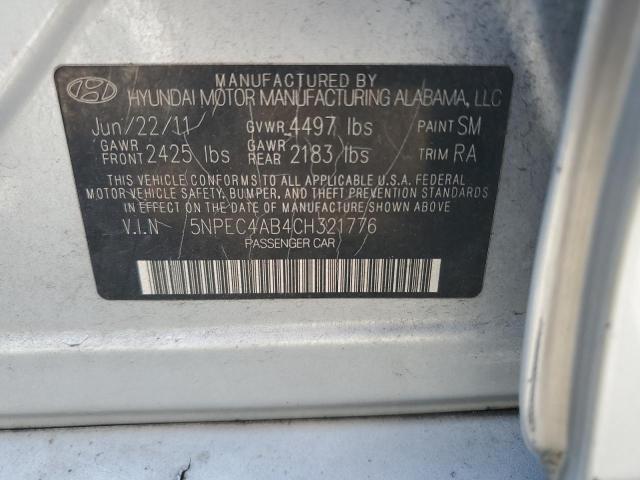 MANUFACTURED BY
HYUNDAI MOTOR MANUFACTURING ALABAMA, LLC
Jun/22/11 GVWR 4497 lbs PAINT SM
GAWR FRONT 2425 lbs GAWR REAR 2183 lbs TRIM RA
THIS VEHICLE CONFORMS TO ALL APPLICABLE U.S.A. FEDERAL
MOTOR VEHICLE SAFETY, BUMPER, AND THEFT PREVENTION STANDARDS
IN EFFECT ON THE DATE OF MANUFACTURE SHOWN ABOVE.
V.I.N 5NPEC4AB4CH321776
PASSENGER CAR